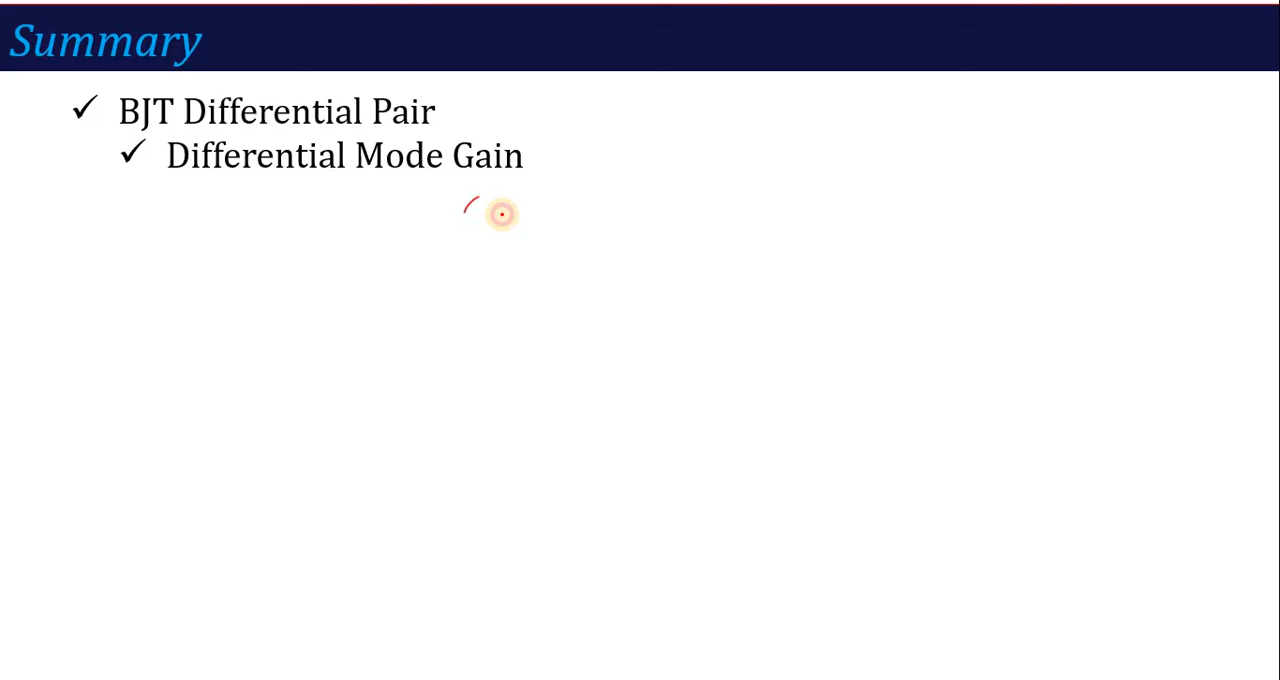 Summary
✓ BJT Differential Pair
✓ Differential Mode Gain